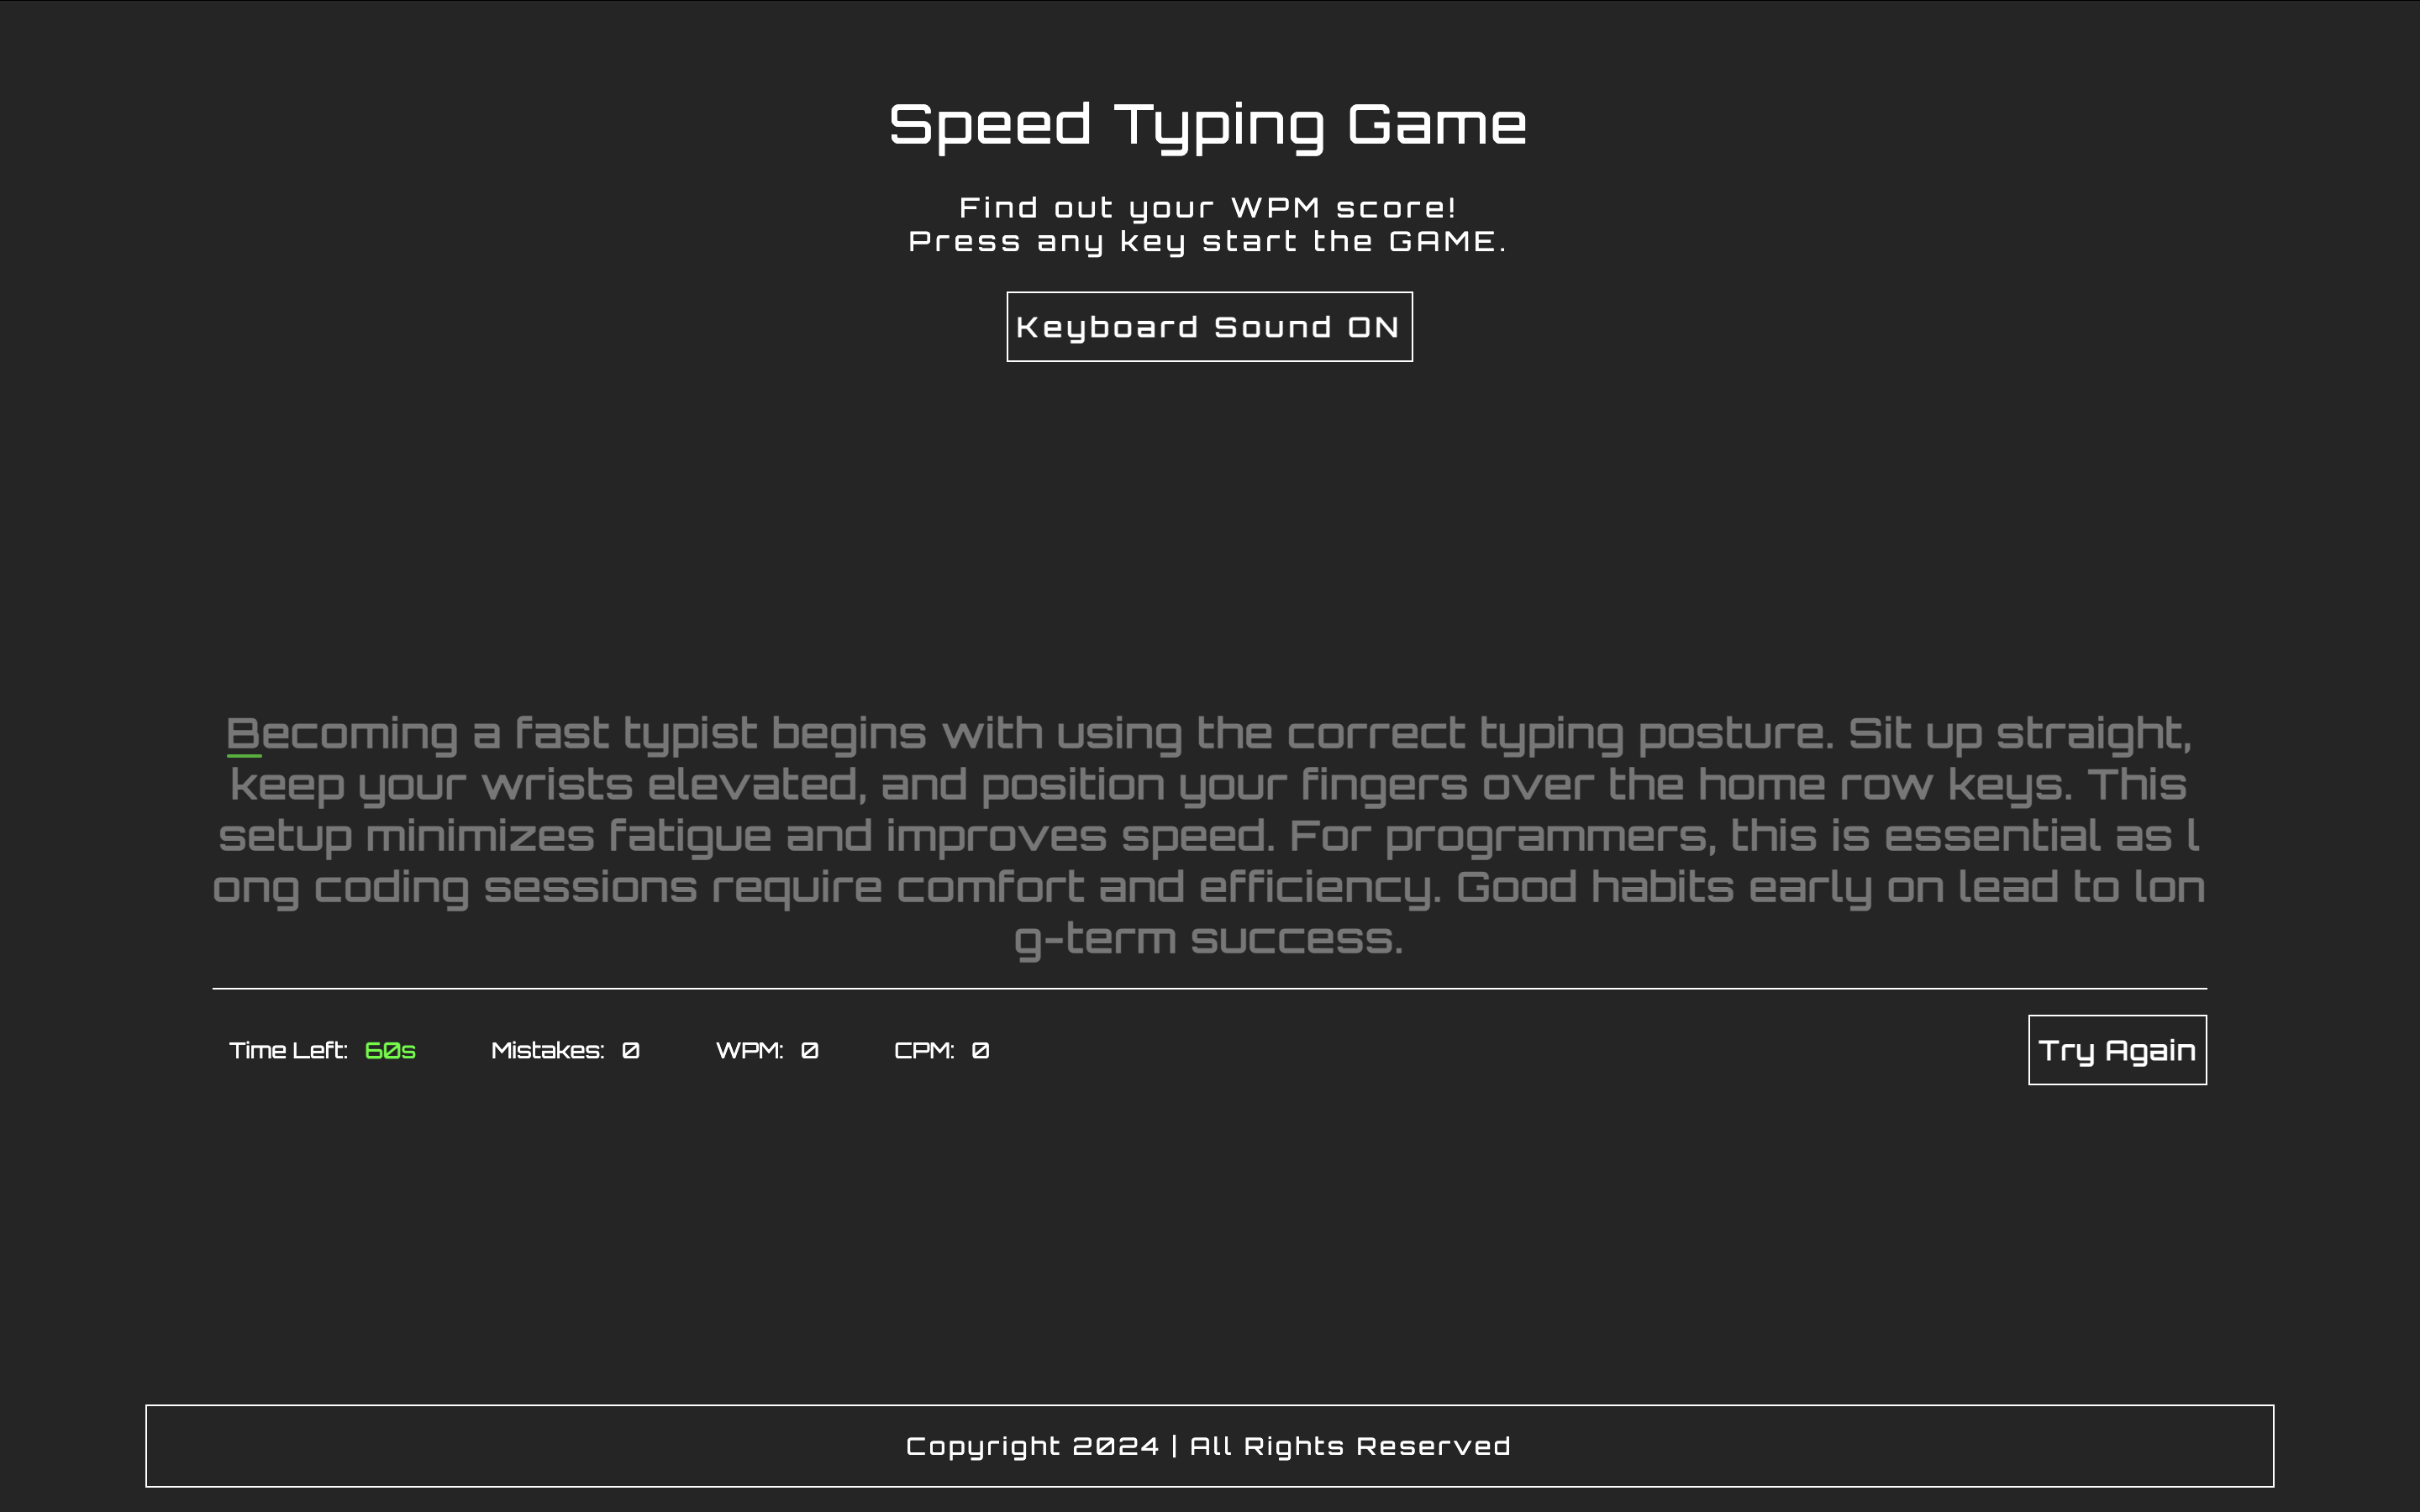 Speed Typing Game
Find out your WPM score!
Press any key start the GAME.
Keyboard Sound ON
Becoming a fast typist begins with using the correct typing posture. Sit up straight,
keep your wrists elevated, and position your fingers over the home row keys. This
setup minimizes fatigue and improves speed. For programmers, this is essential as l
ong coding sessions require comfort and efficiency. Good habits early on lead to lon
g-term success.
Time Left: 60s Mistakes: 0 WPM: 0 CPM: 0 Try Again
Copyright 2024 | All Rights Reserved